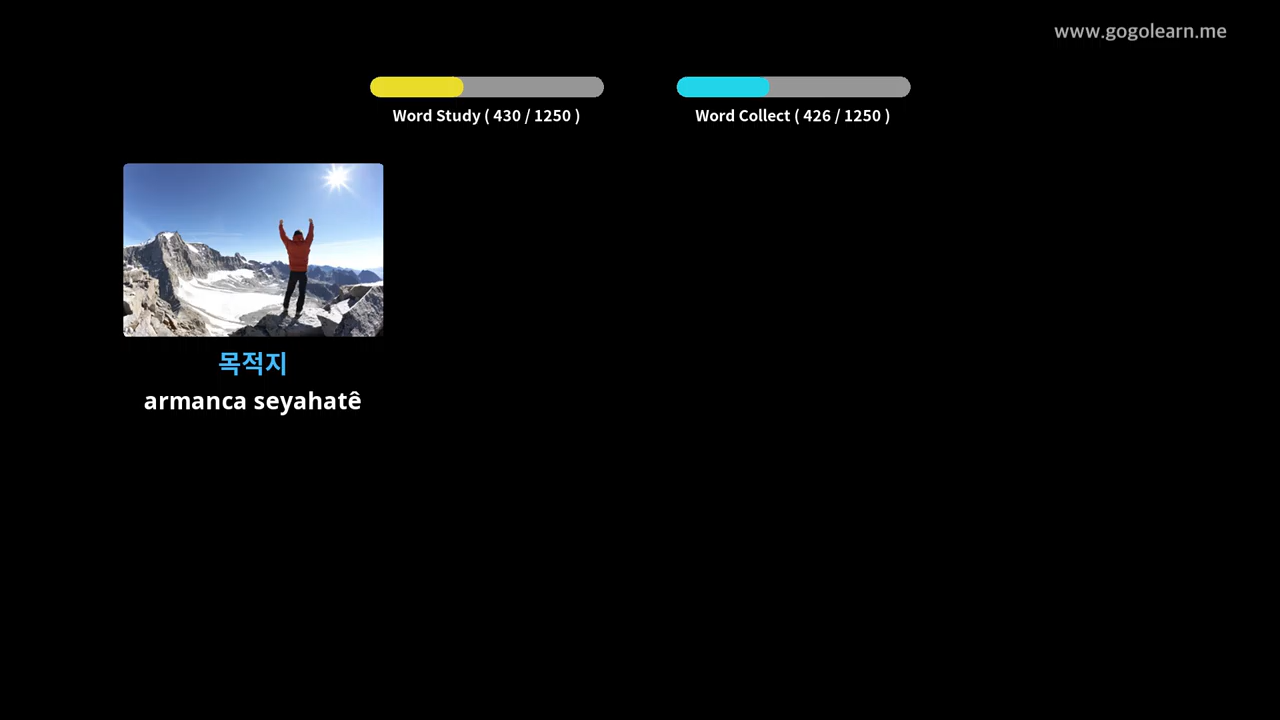 www.gogolearn.me
Word Study ( 430 / 1250 )
Word Collect ( 426 / 1250 )
목적지
armanca seyahatê